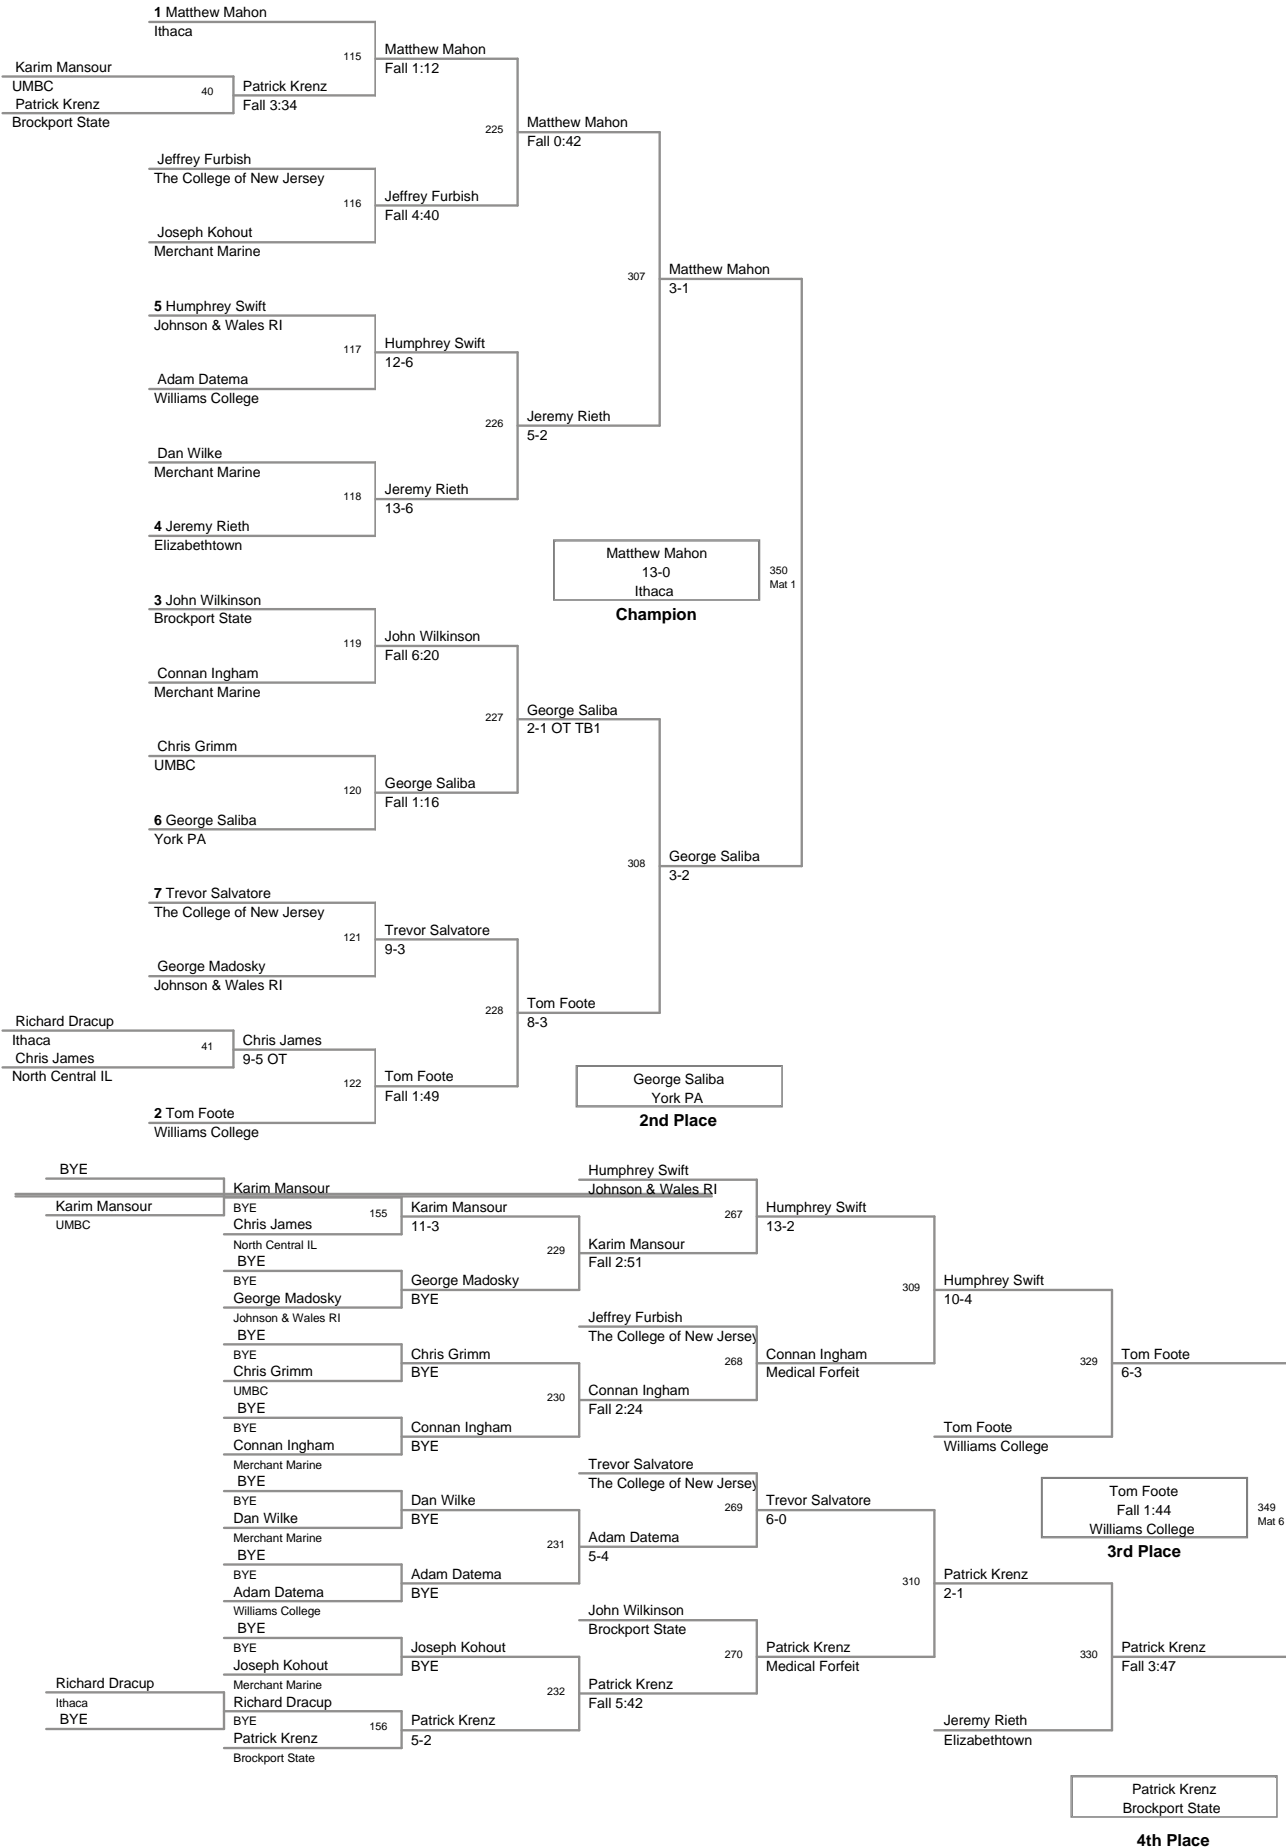 1 Matthew Mahon
Ithaca
Matthew Mahon
115
Fall 1:12
Karim Mansour
UMBC
40
Patrick Krenz
Patrick Krenz
Fall 3:34
Brockport State
Matthew Mahon
225
Fall 0:42
Jeffrey Furbish
The College of New Jersey
Jeffrey Furbish
116
Fall 4:40
Joseph Kohout
Merchant Marine
Matthew Mahon
307
3-1
5 Humphrey Swift
Johnson & Wales RI
Humphrey Swift
117
12-6
Adam Datema
Williams College
Jeremy Rieth
226
5-2
Dan Wilke
Merchant Marine
Jeremy Rieth
118
13-6
4 Jeremy Rieth
Elizabethtown
Matthew Mahon
13-0
Ithaca
350
Mat 1
Champion
3 John Wilkinson
Brockport State
John Wilkinson
119
Fall 6:20
Connan Ingham
Merchant Marine
George Saliba
227
2-1 OT TB1
Chris Grimm
UMBC
George Saliba
120
Fall 1:16
6 George Saliba
York PA
George Saliba
308
3-2
7 Trevor Salvatore
The College of New Jersey
Trevor Salvatore
121
9-3
George Madosky
Johnson & Wales RI
Tom Foote
228
8-3
Richard Dracup
Ithaca
41
Chris James
Chris James
9-5 OT
North Central IL
Tom Foote
122
Fall 1:49
2 Tom Foote
Williams College
George Saliba
York PA
2nd Place
BYE
Karim Mansour
Karim Mansour
UMBC
BYE
155
Chris James
North Central IL
Karim Mansour
11-3
Humphrey Swift
Johnson & Wales RI
267
Humphrey Swift
13-2
229
Karim Mansour
Fall 2:51
BYE
BYE
George Madosky
Johnson & Wales RI
George Madosky
BYE
309
Humphrey Swift
10-4
Jeffrey Furbish
The College of New Jersey
BYE
BYE
Chris Grimm
UMBC
Chris Grimm
BYE
268
Connan Ingham
Medical Forfeit
329
Tom Foote
6-3
230
Connan Ingham
Fall 2:24
BYE
BYE
Connan Ingham
Merchant Marine
Connan Ingham
BYE
Tom Foote
Williams College
Trevor Salvatore
The College of New Jersey
BYE
BYE
Dan Wilke
Merchant Marine
Dan Wilke
BYE
269
Trevor Salvatore
6-0
Tom Foote
Fall 1:44
Williams College
349
Mat 6
3rd Place
231
Adam Datema
5-4
BYE
BYE
Adam Datema
Williams College
Adam Datema
BYE
310
Patrick Krenz
2-1
John Wilkinson
Brockport State
BYE
BYE
Joseph Kohout
Merchant Marine
Joseph Kohout
BYE
270
Patrick Krenz
Medical Forfeit
330
Patrick Krenz
Fall 3:47
Richard Dracup
Ithaca
BYE
232
Patrick Krenz
Fall 5:42
Richard Dracup
BYE
156
Patrick Krenz
Brockport State
Patrick Krenz
5-2
Jeremy Rieth
Elizabethtown
Patrick Krenz
Brockport State
4th Place